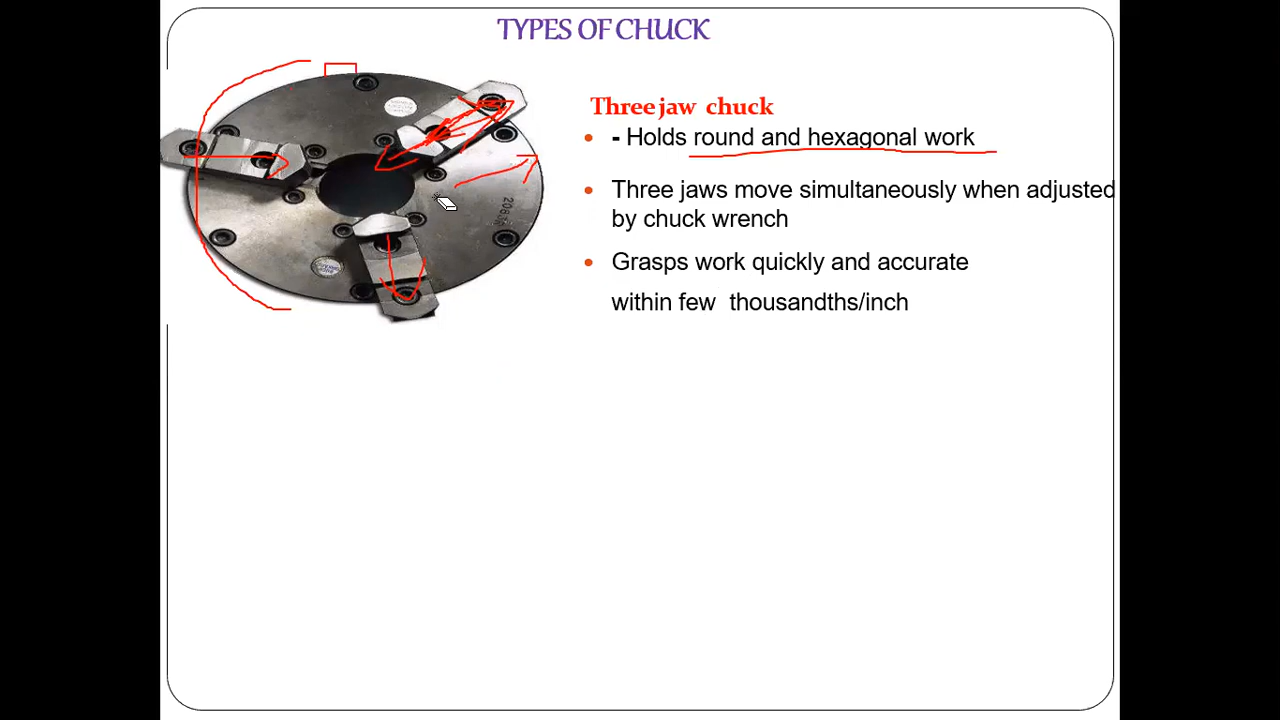 TYPES OF CHUCK
Three jaw chuck
- Holds round and hexagonal work
Three jaws move simultaneously when adjusted
by chuck wrench
Grasps work quickly and accurate
within few thousandths/inch